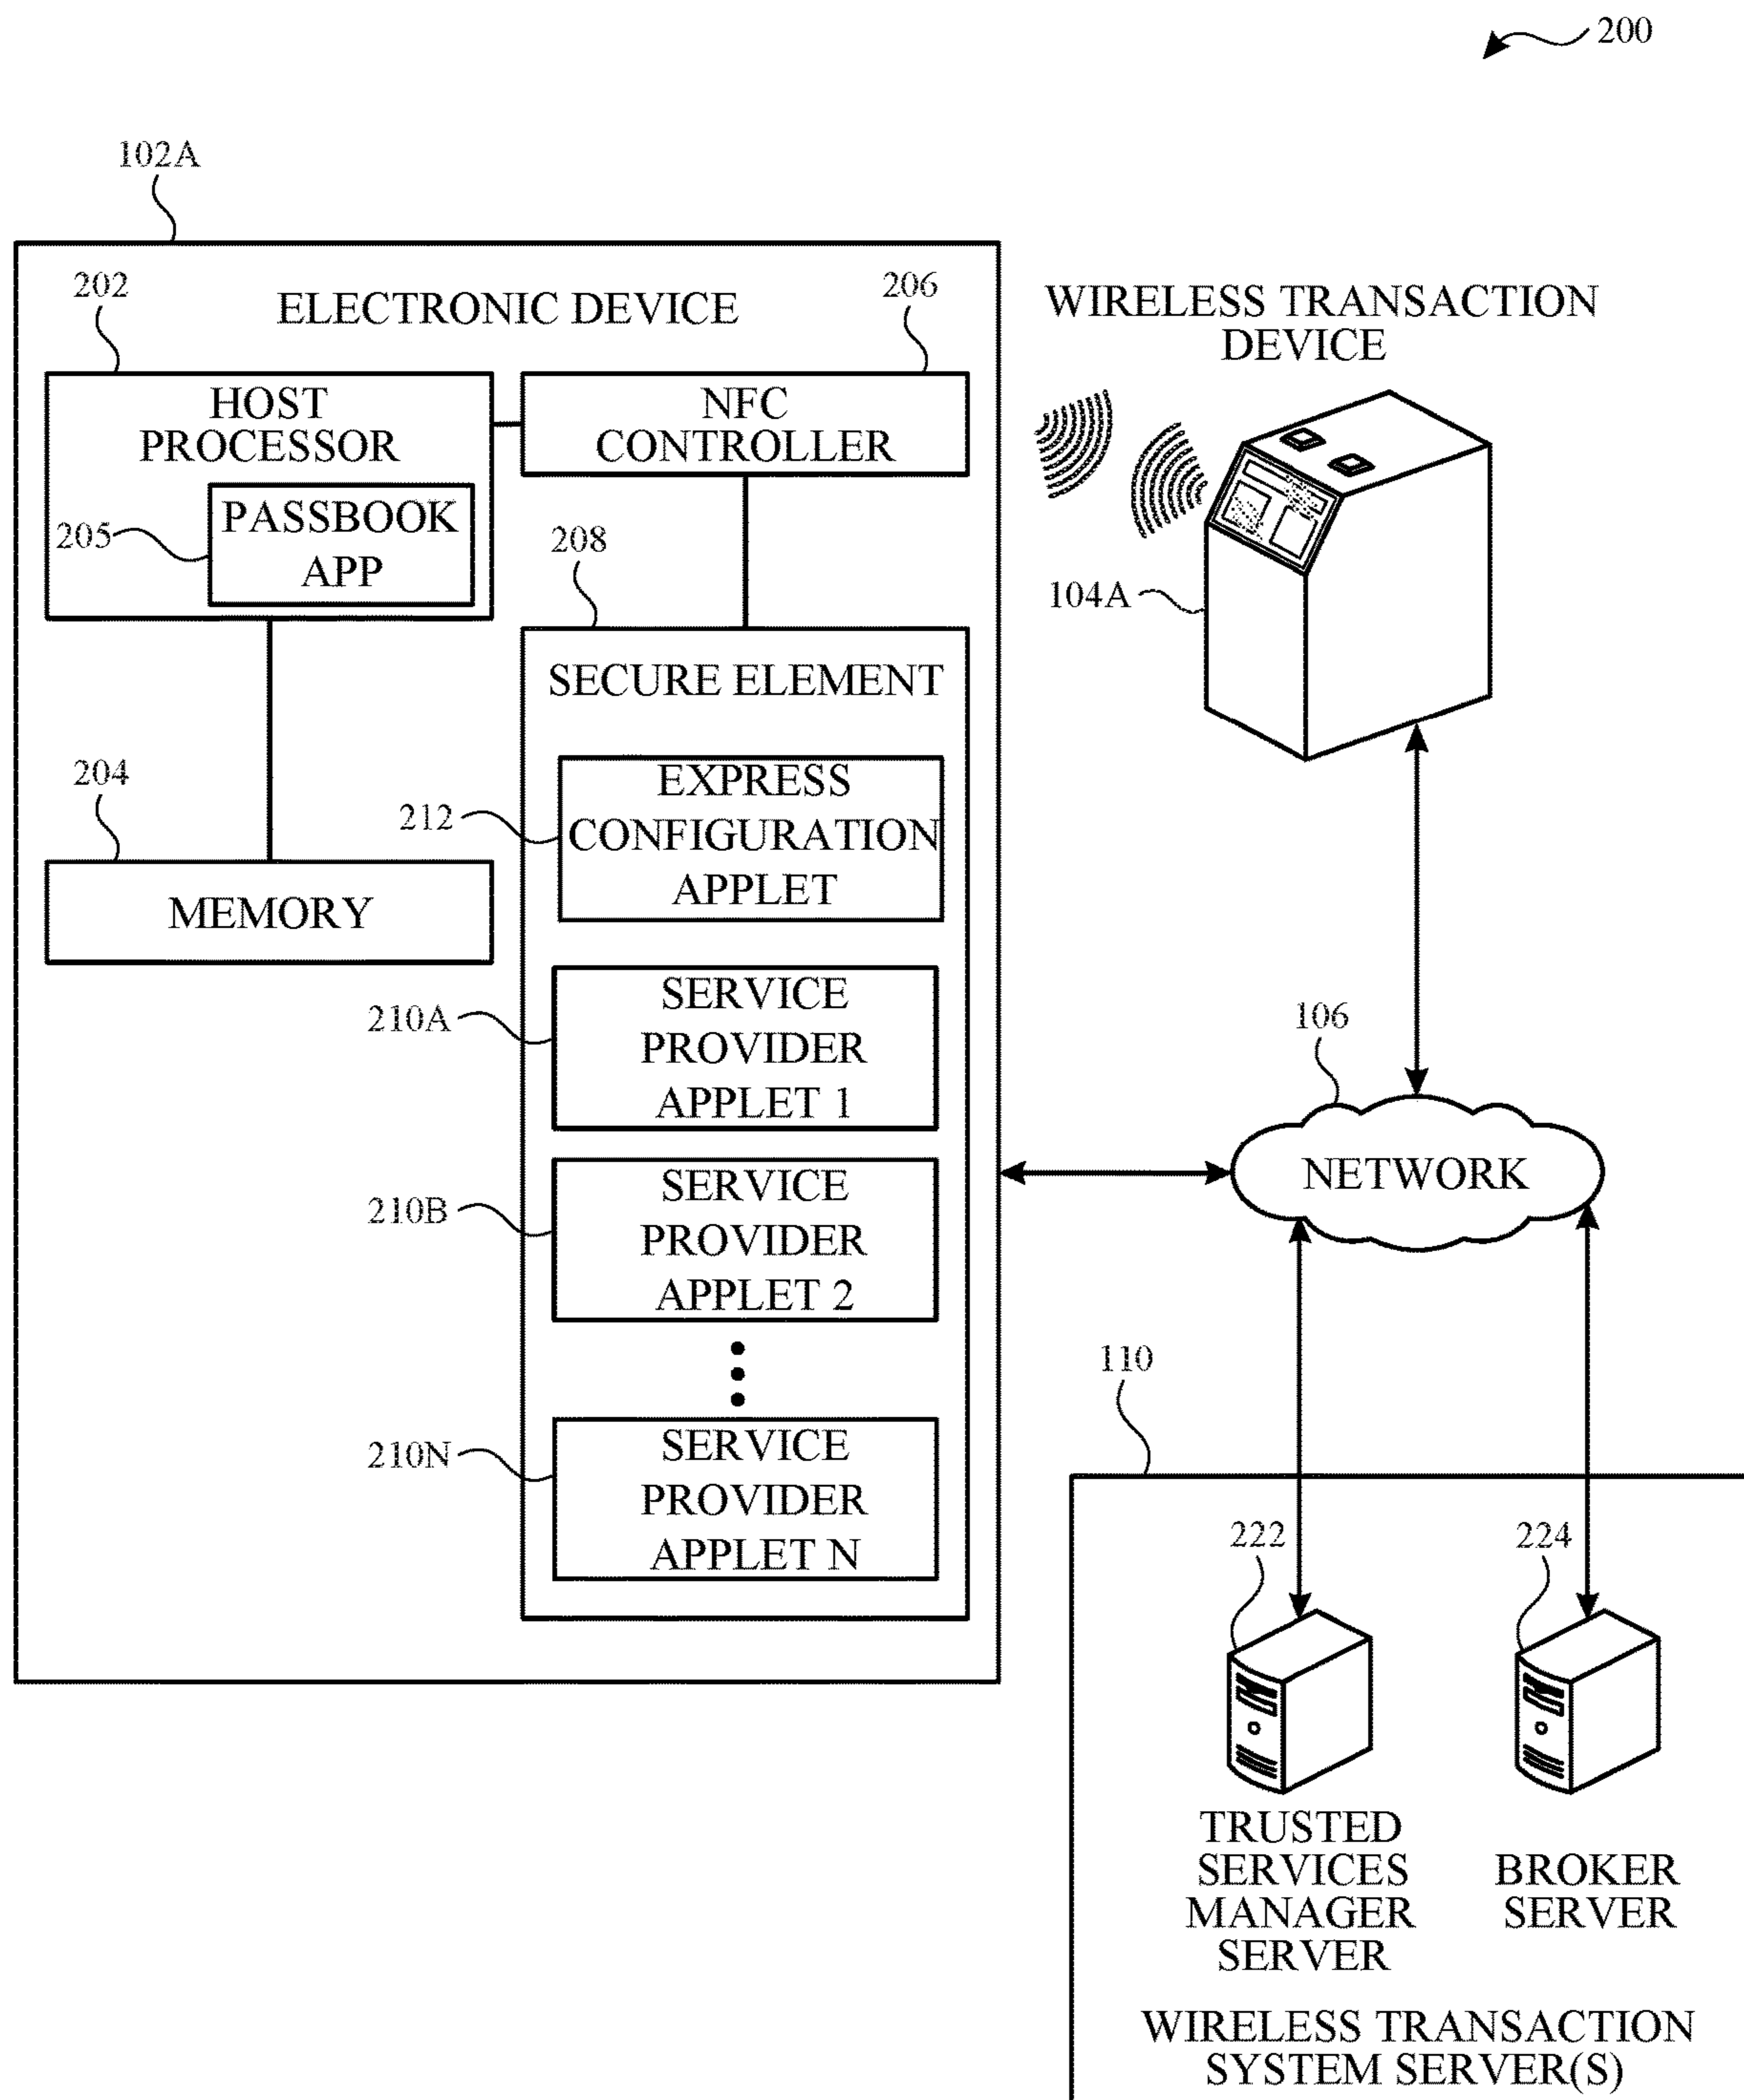 200
102A
202
ELECTRONIC DEVICE
206
HOST
PROCESSOR
PASSBOOK
APP
205
NFC
CONTROLLER
208
SECURE ELEMENT
204
MEMORY
212
EXPRESS
CONFIGURATION
APPLET
210A
SERVICE
PROVIDER
APPLET 1
210B
SERVICE
PROVIDER
APPLET 2
210N
SERVICE
PROVIDER
APPLET N
WIRELESS TRANSACTION
DEVICE
104A
106
NETWORK
110
222
224
TRUSTED
SERVICES
MANAGER
SERVER
BROKER
SERVER
WIRELESS TRANSACTION
SYSTEM SERVER(S)